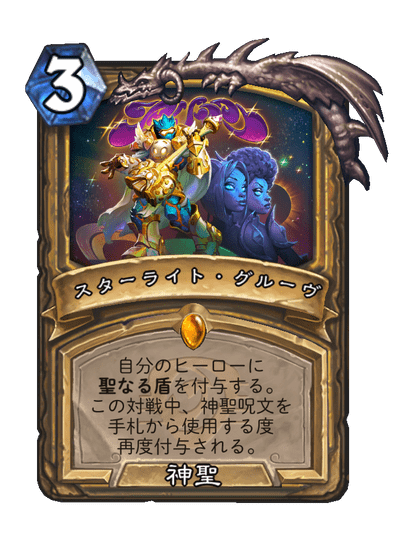 3
スターライト・グルーヴ
自分のヒーローに
聖なる盾を付与する。
この対戦中、神聖呪文を
手札から使用する度
再度付与される。
神聖